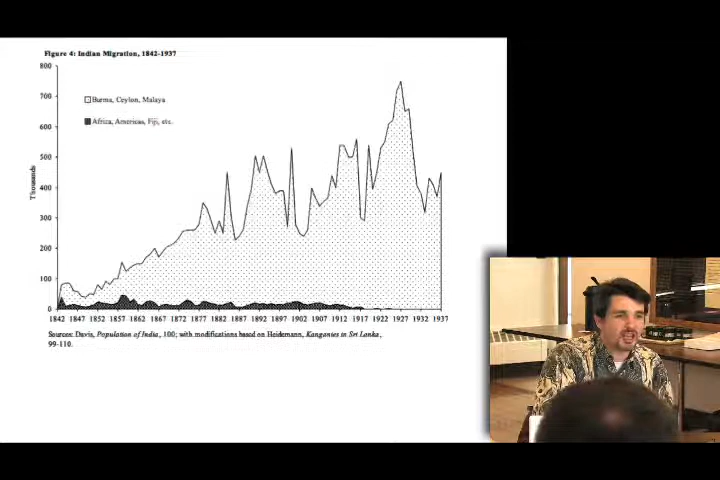 Figure 4: Indian Migration, 1842-1937
800
700
600
500
400
300
200
100
0
Thousands
Burma, Ceylon, Malaya
Africa, Americas, Fiji, etc.
1842 1847 1852 1857 1862 1867 1872 1877 1882 1887 1892 1897 1902 1907 1912 1917 1922 1927 1932 1937
Sources: Davis, Population of India, 100; with modifications based on Heidemann, Kanganies in Sri Lanka,
99-110.